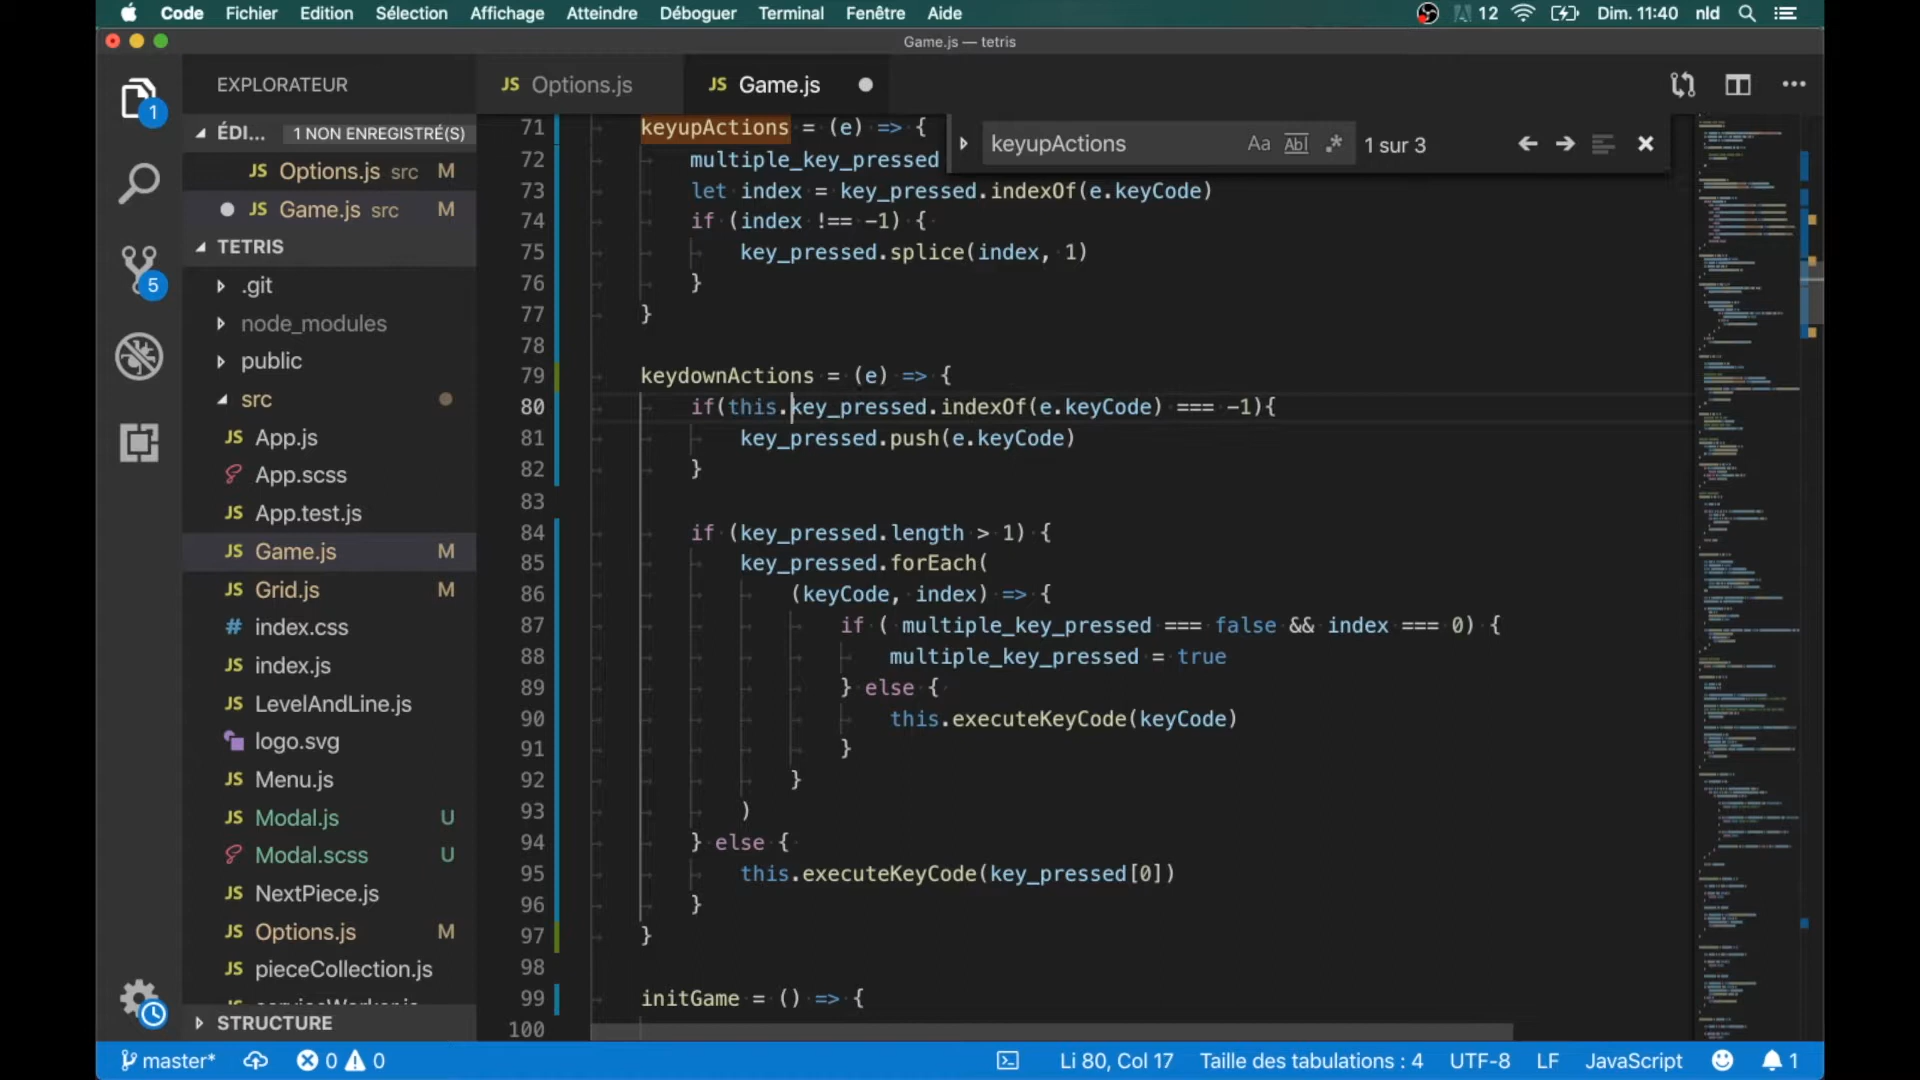 Code Fichier Edition Sélection Affichage Atteindre Déboguer Terminal Fenêtre Aide 12 Dim. 11:40 nld
Game.js — tetris
EXPLORATEUR
JS Options.js
JS Game.js
ÉDI... 1 NON ENREGISTRÉ(S)
JS Options.js src M
JS Game.js src M
TETRIS
.git
node_modules
public
src
JS App.js
App.scss
JS App.test.js
JS Game.js M
JS Grid.js M
# index.css
JS index.js
JS LevelAndLine.js
logo.svg
JS Menu.js
JS Modal.js U
Modal.scss U
JS NextPiece.js
JS Options.js M
JS pieceCollection.js
STRUCTURE
1
5
keyupActions Aa Abl .* 1 sur 3
71 keyupActions = (e) => {
72 multiple_key_pressed
73 let index = key_pressed.indexOf(e.keyCode)
74 if (index !== -1) {
75 key_pressed.splice(index, 1)
76 }
77 }
78
79 keydownActions = (e) => {
80 if(this.key_pressed.indexOf(e.keyCode) === -1){
81 key_pressed.push(e.keyCode)
82 }
83
84 if (key_pressed.length > 1) {
85 key_pressed.forEach(
86 (keyCode, index) => {
87 if ( multiple_key_pressed === false && index === 0) {
88 multiple_key_pressed = true
89 } else {
90 this.executeKeyCode(keyCode)
91 }
92 }
93 )
94 } else {
95 this.executeKeyCode(key_pressed[0])
96 }
97 }
98
99 initGame = () => {
100
master* 0 0 Li 80, Col 17 Taille des tabulations : 4 UTF-8 LF JavaScript 1